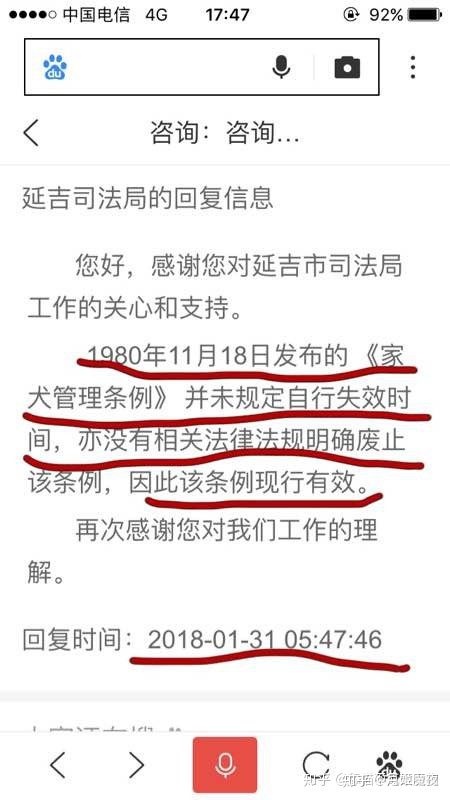 中国电信 4G 17:47 92%
du
咨询：咨询...
延吉司法局的回复信息
您好，感谢您对延吉市司法局
工作的关心和支持。
1980年11月18日发布的《家
犬管理条例》并未规定自行失效时
间，亦没有相关法律法规明确废止
该条例，因此该条例现行有效。
再次感谢您对我们工作的理
解。
回复时间：2018-01-31 05:47:46
大家还在搜
知乎